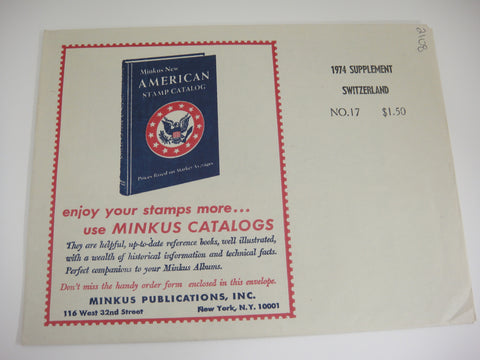 Minkus New
AMERICAN
STAMP CATALOG
Prices Based on Market Averages
enjoy your stamps more...
use MINKUS CATALOGS
They are helpful, up-to-date reference books, well illustrated,
with a wealth of historical information and technical facts.
Perfect companions to your Minkus Albums.
Don't miss the handy order form enclosed in this envelope.
MINKUS PUBLICATIONS, INC.
116 West 32nd Street New York, N.Y. 10001
2108
1974 SUPPLEMENT
SWITZERLAND
NO.17 $1.50